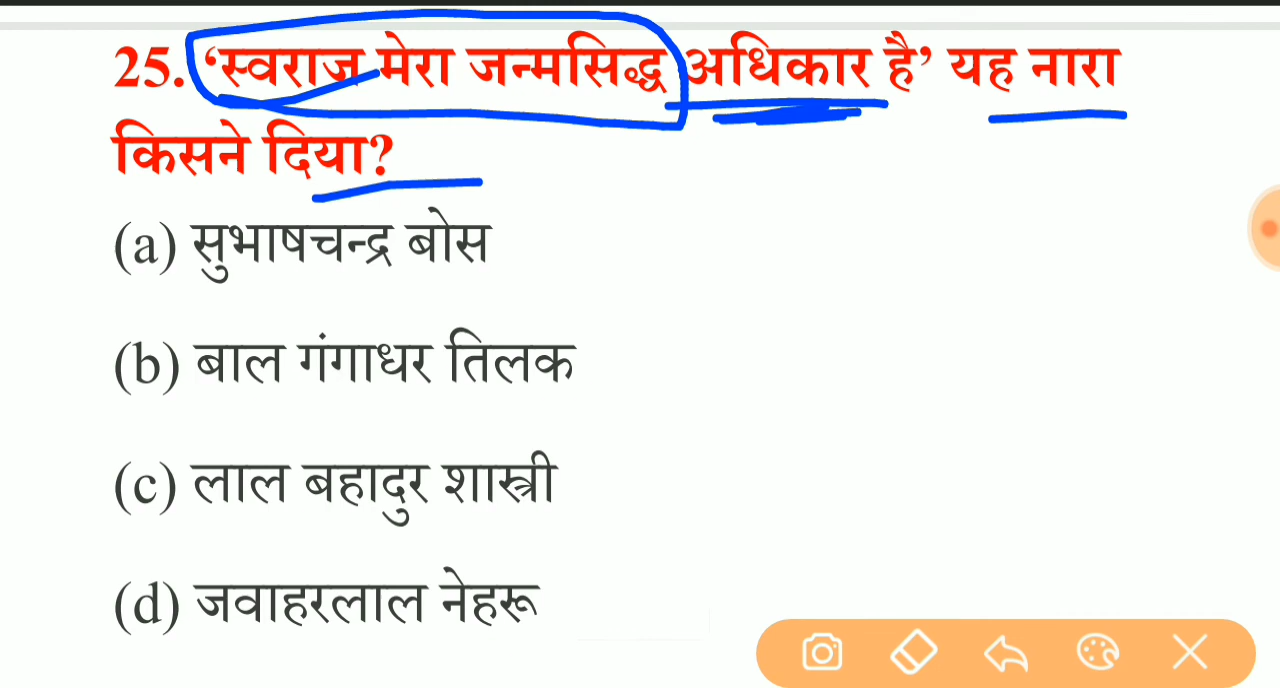 25. ‘स्वराज मेरा जन्मसिद्ध अधिकार है’ यह नारा
किसने दिया?
(a) सुभाषचन्द्र बोस
(b) बाल गंगाधर तिलक
(c) लाल बहादुर शास्त्री
(d) जवाहरलाल नेहरू